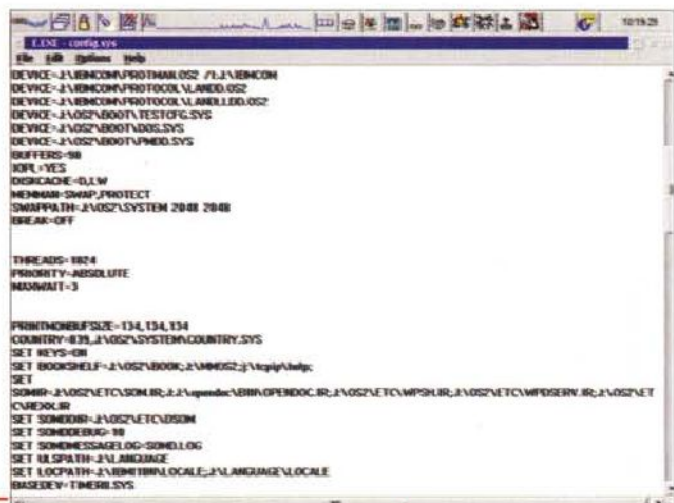 10:19:29
E.EXE - config.sys
File Edit Options Help
DEVICE=J:\IBMCOM\PROTMAN.OS2 /I:J:\IBMCOM
DEVICE=J:\IBMCOM\PROTOCOL\LANDD.OS2
DEVICE=J:\IBMCOM\PROTOCOL\LANDLLDD.OS2
DEVICE=J:\OS2\BOOT\TESTCFG.SYS
DEVICE=J:\OS2\BOOT\DOS.SYS
DEVICE=J:\OS2\BOOT\PMDD.SYS
BUFFERS=90
IOPL=YES
DISKCACHE=D,LW
MEMMAN=SWAP,PROTECT
SWAPPATH=J:\OS2\SYSTEM 2048 2048
BREAK=OFF
THREADS=1024
PRIORITY=ABSOLUTE
MAXWAIT=3
PRINTMONBUFSIZE=134,134,134
COUNTRY=039,J:\OS2\SYSTEM\COUNTRY.SYS
SET KEYS=ON
SET BOOKSHELF=J:\OS2\BOOK;J:\MMOS2;j:\tcpip\help;
SET
SOMIR=J:\OS2\ETC\SOM.IR;J:J:\opendoc\BIN\OPENDOC.IR;J:\OS2\ETC\WPSH.IR;J:\OS2\ETC\WPDSERV.IR;J:\OS2\ET
C\REXX.IR
SET SOMDDIR=J:\OS2\ETC\DSOM
SET SOMDDEBUG=10
SET SOMDMESSAGELOG=SOMD.LOG
SET ULSPATH=J:\LANGUAGE
SET LOCPATH=J:\IBMI18N\LOCALE;J:\LANGUAGE\LOCALE
BASEDEV=TIMER0.SYS